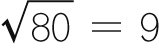 √80 = 9